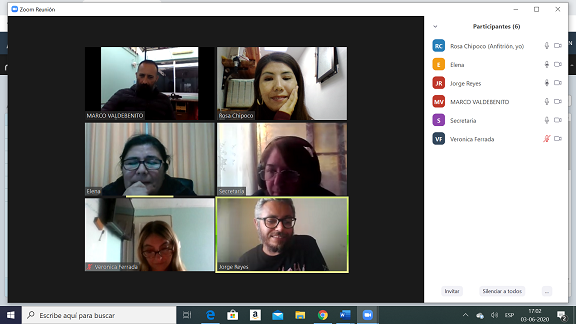 Zoom Reunión
MARCO VALDEBENITO
Rosa Chipoco
Elena
Secretaria
Veronica Ferrada
Jorge Reyes
Participantes (6)
RC Rosa Chipoco (Anfitrión, yo)
E Elena
JR Jorge Reyes
MV MARCO VALDEBENITO
S Secretaria
VF Veronica Ferrada
Invitar
Silenciar a todos
...
Escribe aquí para buscar
ESP
17:02
03-06-2020
2